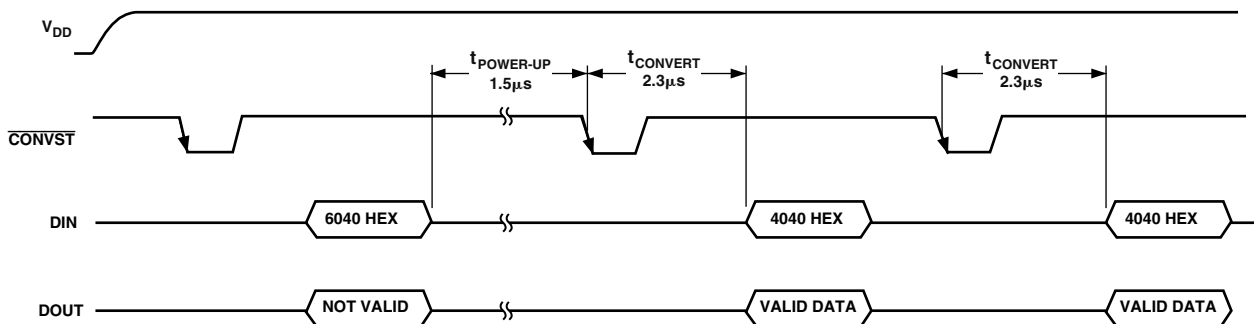 VDD
tPOWER-UP
1.5μs
tCONVERT
2.3μs
tCONVERT
2.3μs
CONVST
DIN
6040 HEX
4040 HEX
4040 HEX
DOUT
NOT VALID
VALID DATA
VALID DATA